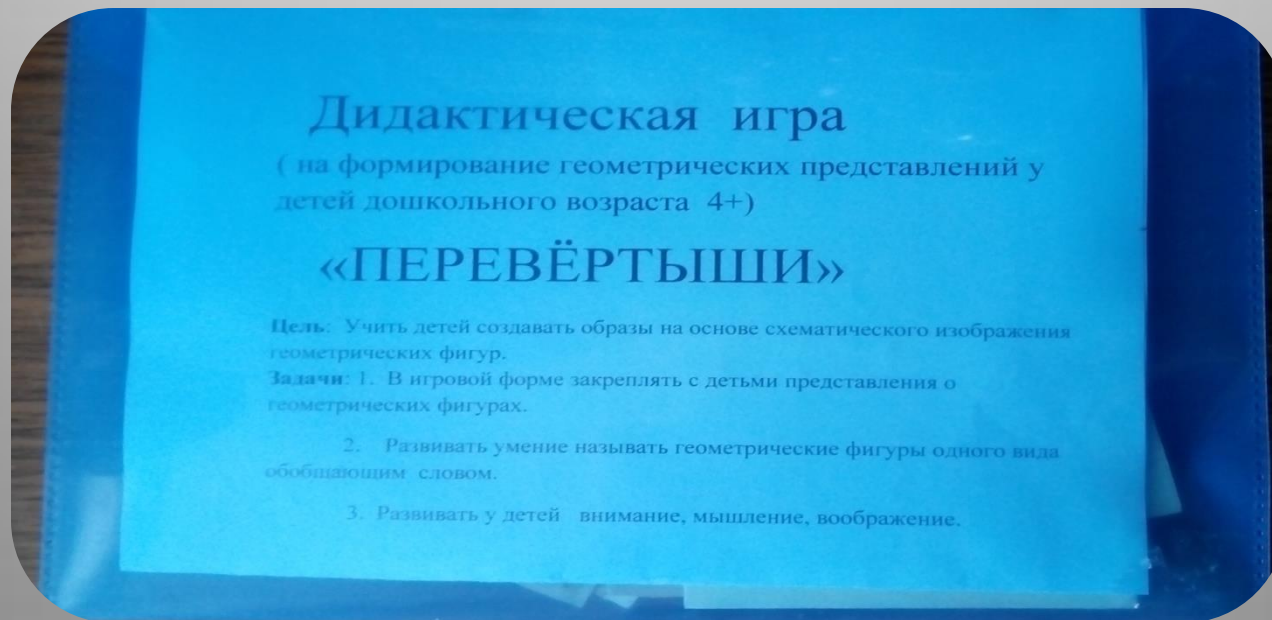 Дидактическая игра
( на формирование геометрических представлений у
детей дошкольного возраста 4+)
«ПЕРЕВЁРТЫШИ»
Цель: Учить детей создавать образы на основе схематического изображения
геометрических фигур.
Задачи: 1. В игровой форме закреплять с детьми представления о
геометрических фигурах.
2. Развивать умение называть геометрические фигуры одного вида
обобщающим словом.
3. Развивать у детей внимание, мышление, воображение.